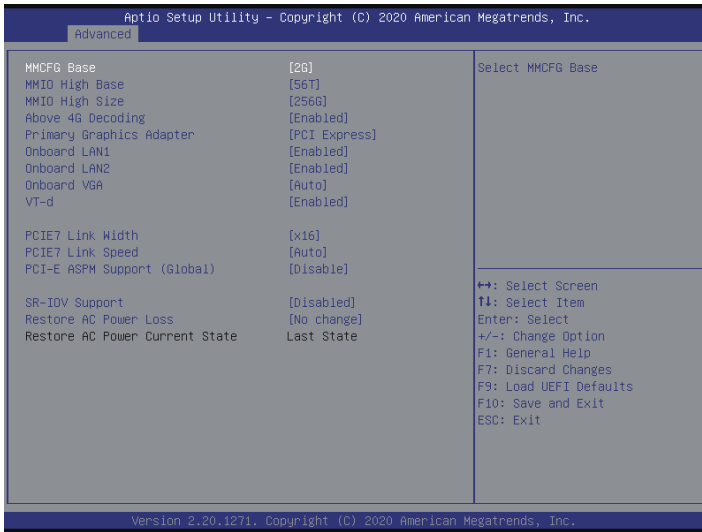 Aptio Setup Utility – Copyright (C) 2020 American Megatrends, Inc.
Advanced
MMCFG Base [2G]
MMIO High Base [56T]
MMIO High Size [256G]
Above 4G Decoding [Enabled]
Primary Graphics Adapter [PCI Express]
Onboard LAN1 [Enabled]
Onboard LAN2 [Enabled]
Onboard VGA [Auto]
VT-d [Enabled]
PCIE7 Link Width [x16]
PCIE7 Link Speed [Auto]
PCI-E ASPM Support (Global) [Disable]
SR-IOV Support [Disabled]
Restore AC Power Loss [No change]
Restore AC Power Current State Last State
Select MMCFG Base
↔: Select Screen
↑↓: Select Item
Enter: Select
+/-: Change Option
F1: General Help
F7: Discard Changes
F9: Load UEFI Defaults
F10: Save and Exit
ESC: Exit
Version 2.20.1271. Copyright (C) 2020 American Megatrends, Inc.